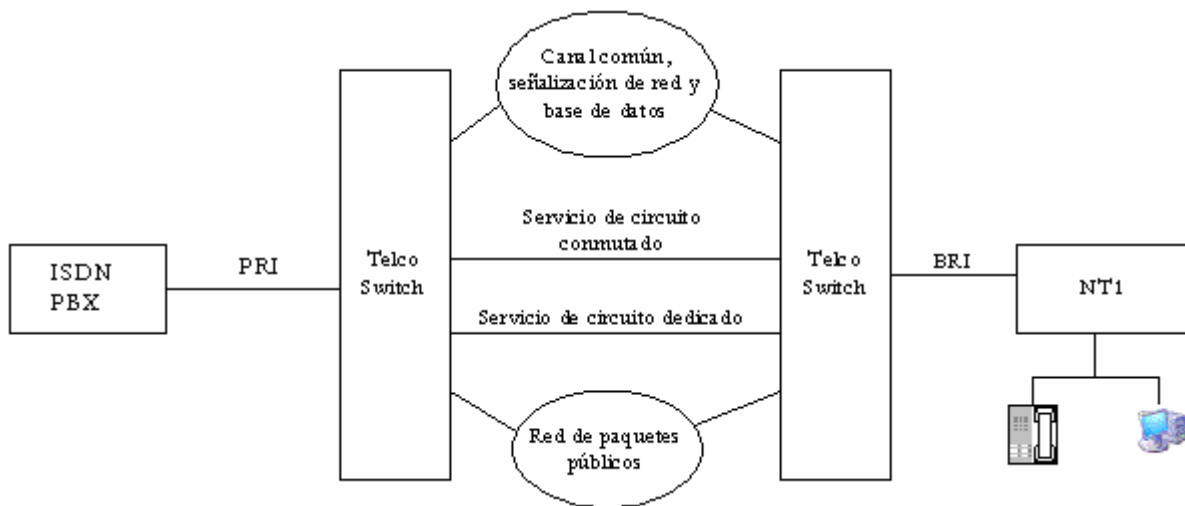 Canal común,
señalización de red y
base de datos
Servicio de circuito
conmutado
ISDN
PBX
PRI
Telco
Switch
Telco
Switch
BRI
NT1
Servicio de circuito dedicado
Red de paquetes
públicos